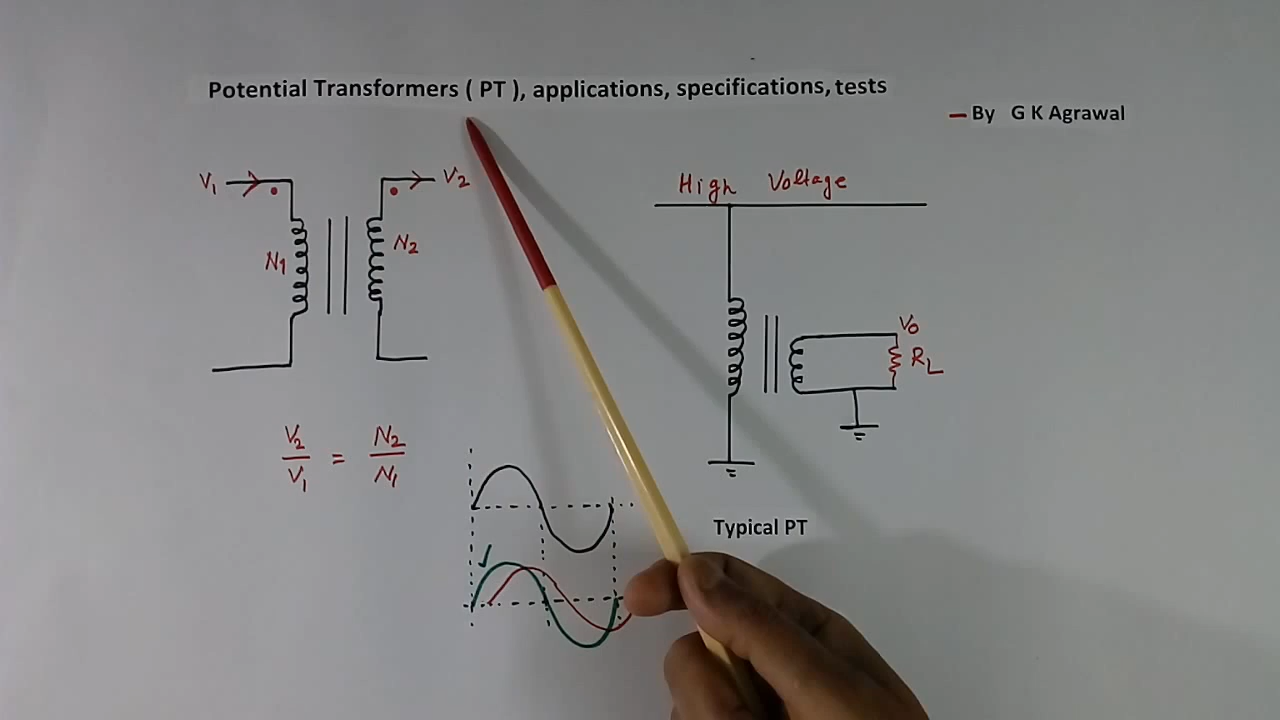 Potential Transformers ( PT ), applications, specifications, tests
— By G K Agrawal
V1
V2
N1
N2
High Voltage
V0
RL
V2/V1 = N2/N1
Typical PT